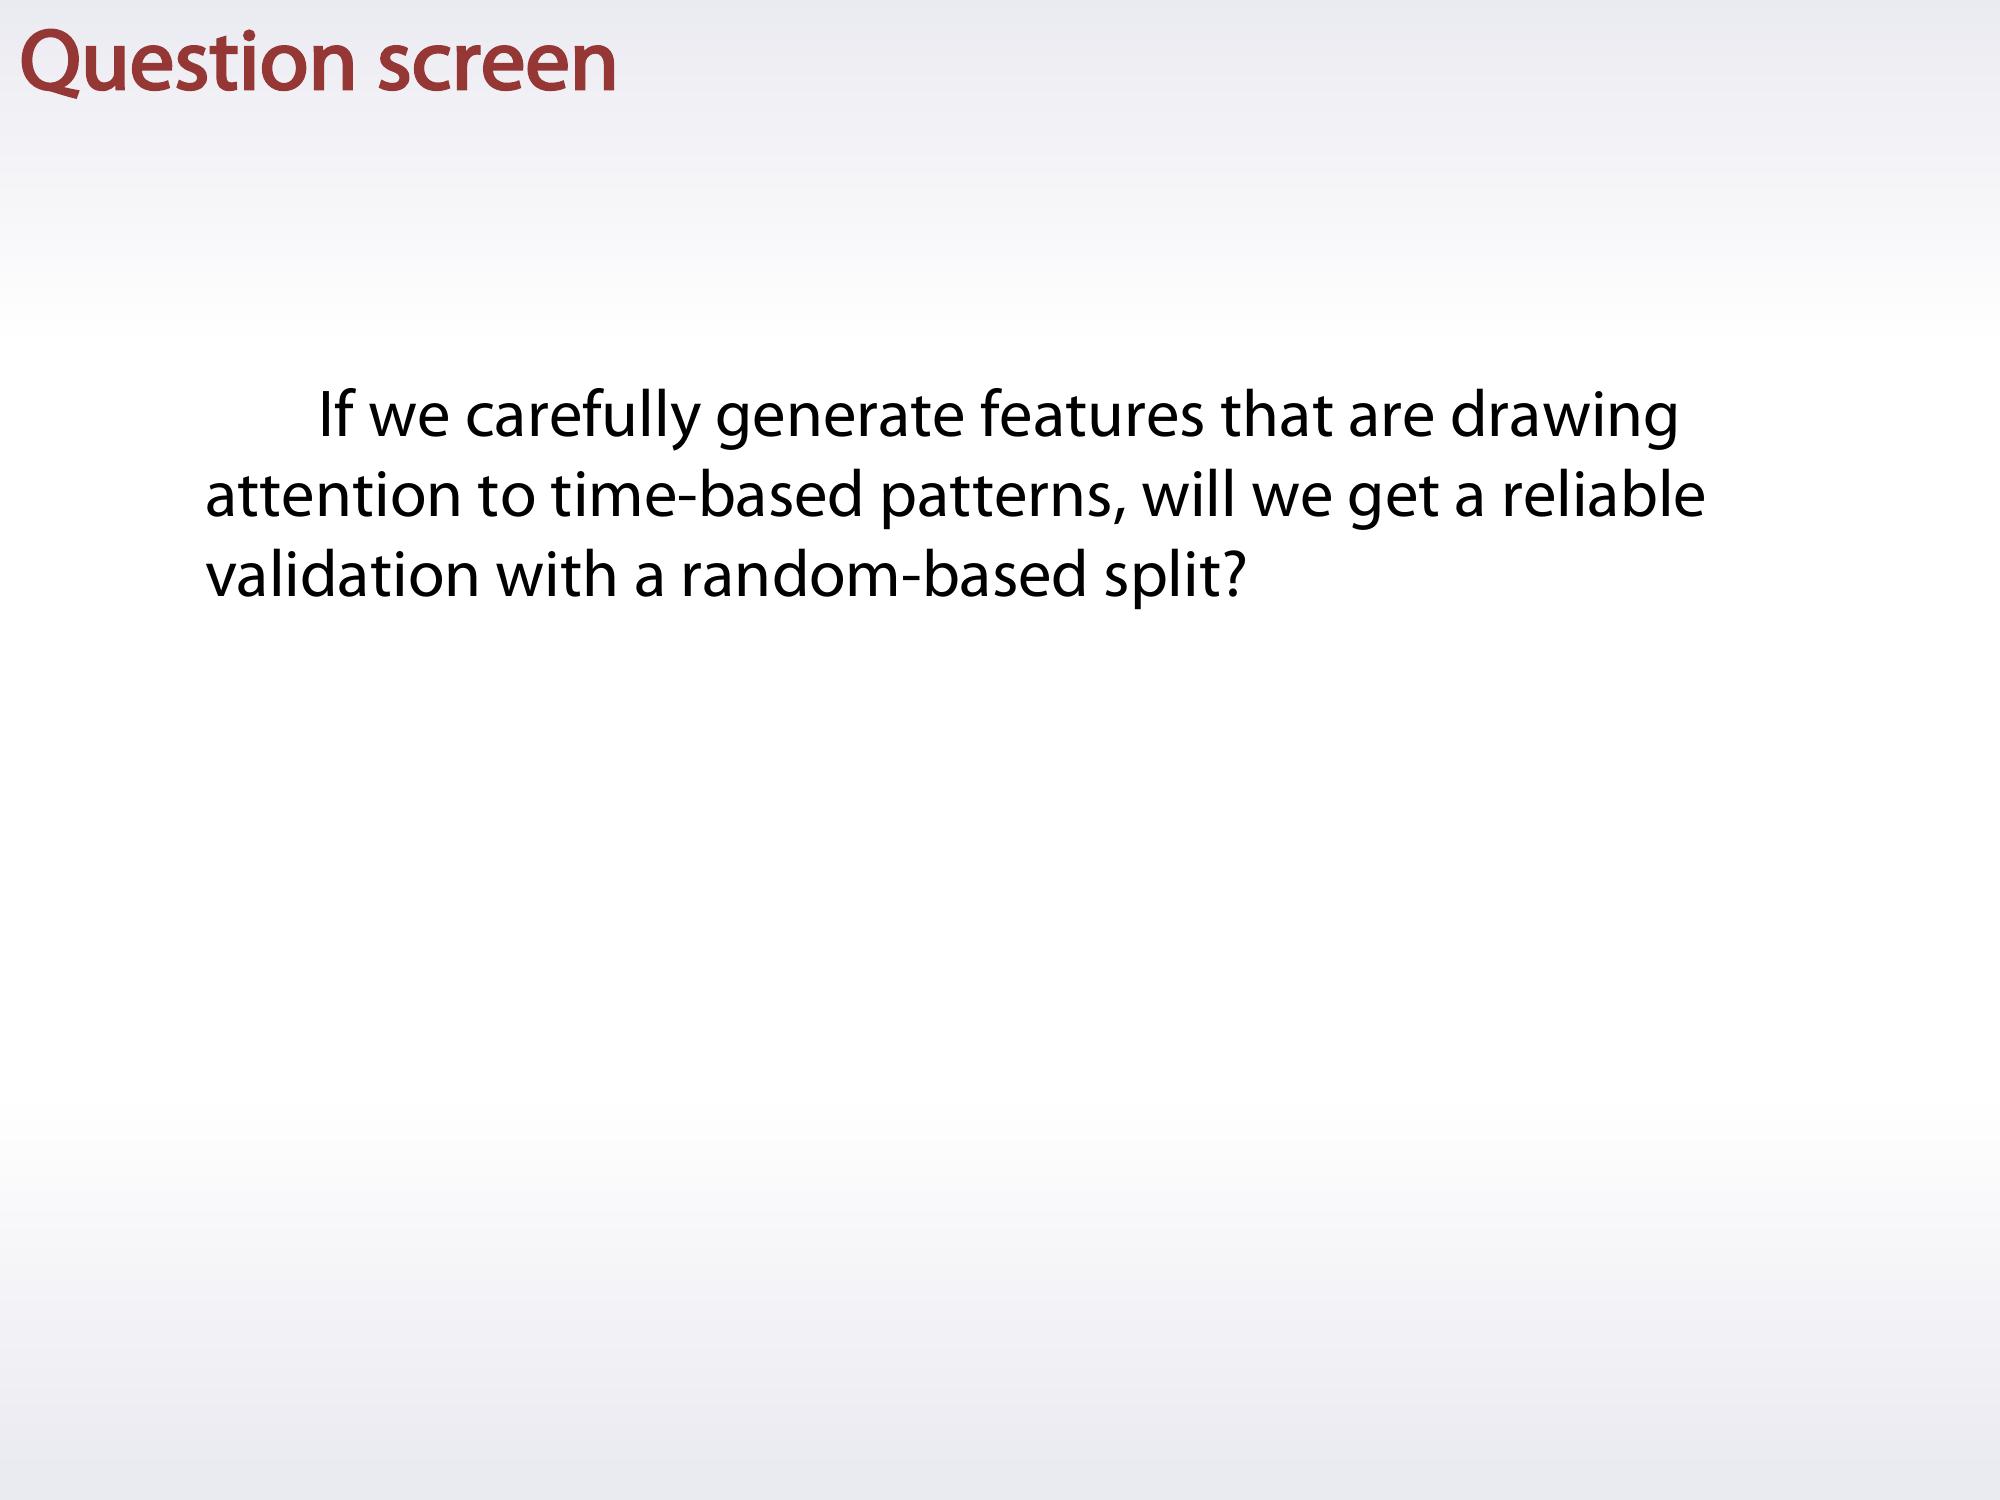 Question screen
If we carefully generate features that are drawing
attention to time-based patterns, will we get a reliable
validation with a random-based split?